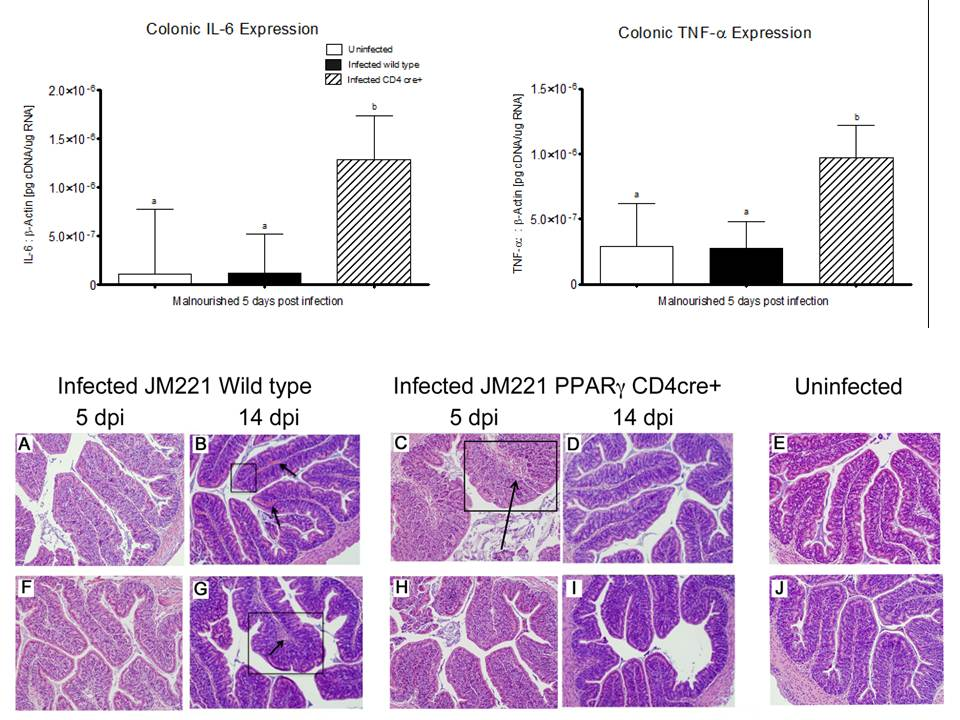 Colonic IL-6 Expression
Uninfected
Infected wild type
Infected CD4 cre+
IL-6 : β-Actin [pg cDNA/ug RNA]
2.0×10-6
1.5×10-6
1.0×10-6
5.0×10-7
0
a
a
b
Malnourished 5 days post infection
Colonic TNF-α Expression
TNF-α: : β-Actin [pg cDNA/ug RNA]
1.5×10-6
1.0×10-6
5.0×10-7
0
a
a
b
Malnourished 5 days post infection
Infected JM221 Wild type
5 dpi 14 dpi
Infected JM221 PPARγ CD4cre+
5 dpi 14 dpi
Uninfected
A B C D E
F G H I J